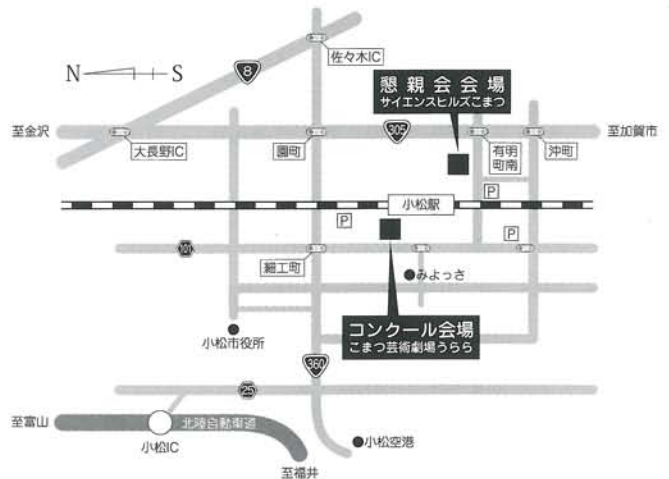 佐々木IC
N S
8
懇親会会場
サイエンスヒルズこまつ
至金沢
305
至加賀市
大長野IC
園町
有明
町南
沖町
P
小松駅
P
P
101
細工町
みよっさ
コンクール会場
こまつ芸術劇場うらら
小松市役所
360
25
至富山
北陸自動車道
小松IC
小松空港
至福井